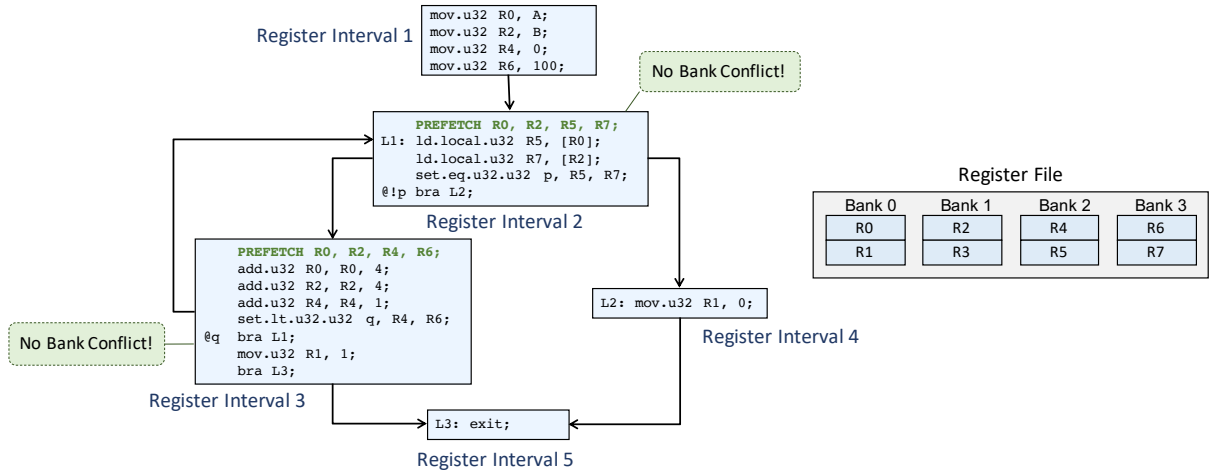 Register Interval 1
mov.u32 R0, A;
mov.u32 R2, B;
mov.u32 R4, 0;
mov.u32 R6, 100;
No Bank Conflict!
PREFETCH R0, R2, R5, R7;
L1: ld.local.u32 R5, [R0];
ld.local.u32 R7, [R2];
set.eq.u32.u32 p, R5, R7;
@!p bra L2;
Register Interval 2
PREFETCH R0, R2, R4, R6;
add.u32 R0, R0, 4;
add.u32 R2, R2, 4;
add.u32 R4, R4, 1;
set.lt.u32.u32 q, R4, R6;
@q bra L1;
mov.u32 R1, 1;
bra L3;
No Bank Conflict!
Register Interval 3
L2: mov.u32 R1, 0;
Register Interval 4
L3: exit;
Register Interval 5
Register File
Bank 0 Bank 1 Bank 2 Bank 3
R0 R2 R4 R6
R1 R3 R5 R7